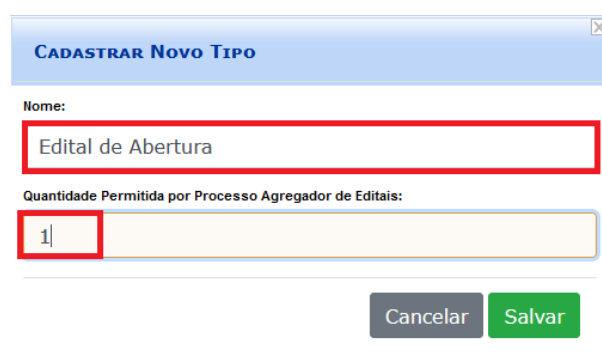 Cadastrar Novo Tipo
Nome:
Edital de Abertura
Quantidade Permitida por Processo Agregador de Editais:
1
Cancelar Salvar